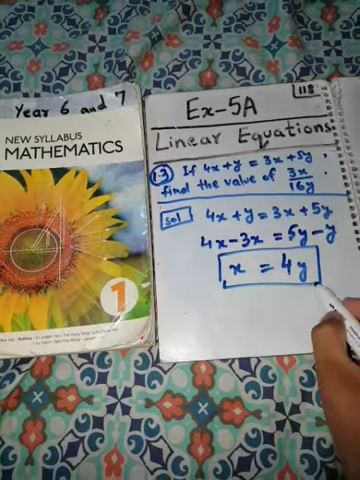 Year 6 and 7
NEW SYLLABUS
MATHEMATICS
1
118
Ex-5A
Linear Equations
13 If 4x+y = 3x+5y,
find the value of 3x/16y.
Sol 4x+y = 3x+5y
4x-3x = 5y-y
x = 4y